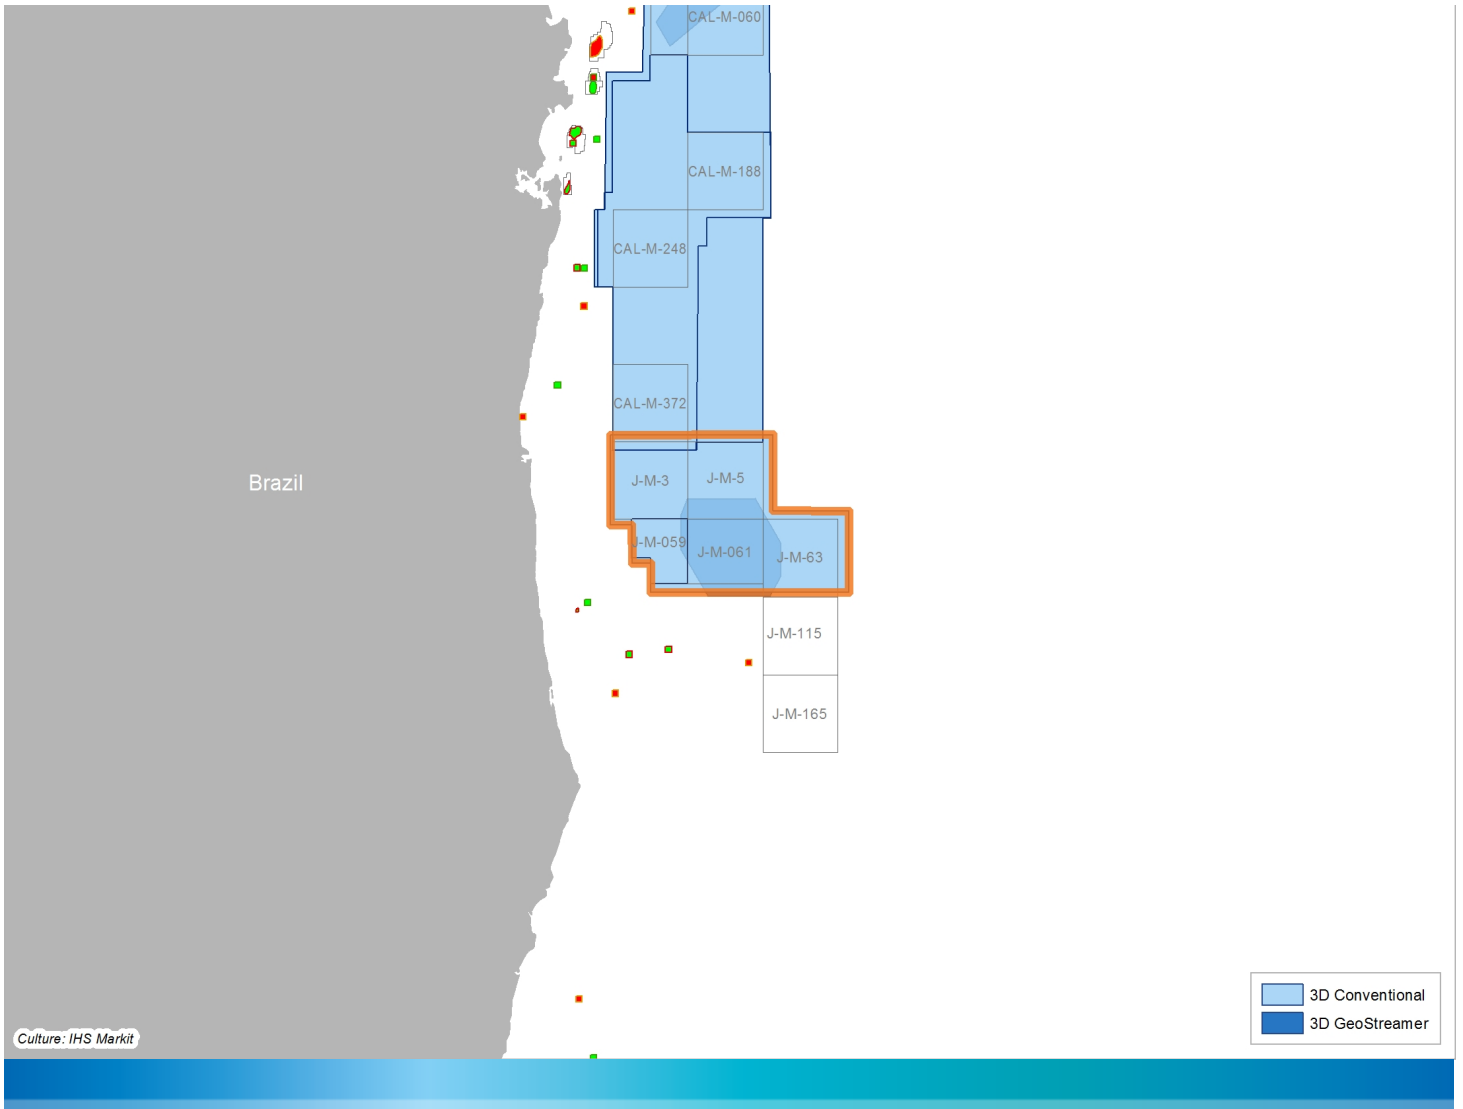 CAL-M-060
CAL-M-188
CAL-M-248
CAL-M-372
J-M-3
J-M-5
Brazil
J-M-059
J-M-061
J-M-63
J-M-115
J-M-165
3D Conventional
3D GeoStreamer
Culture: IHS Markit